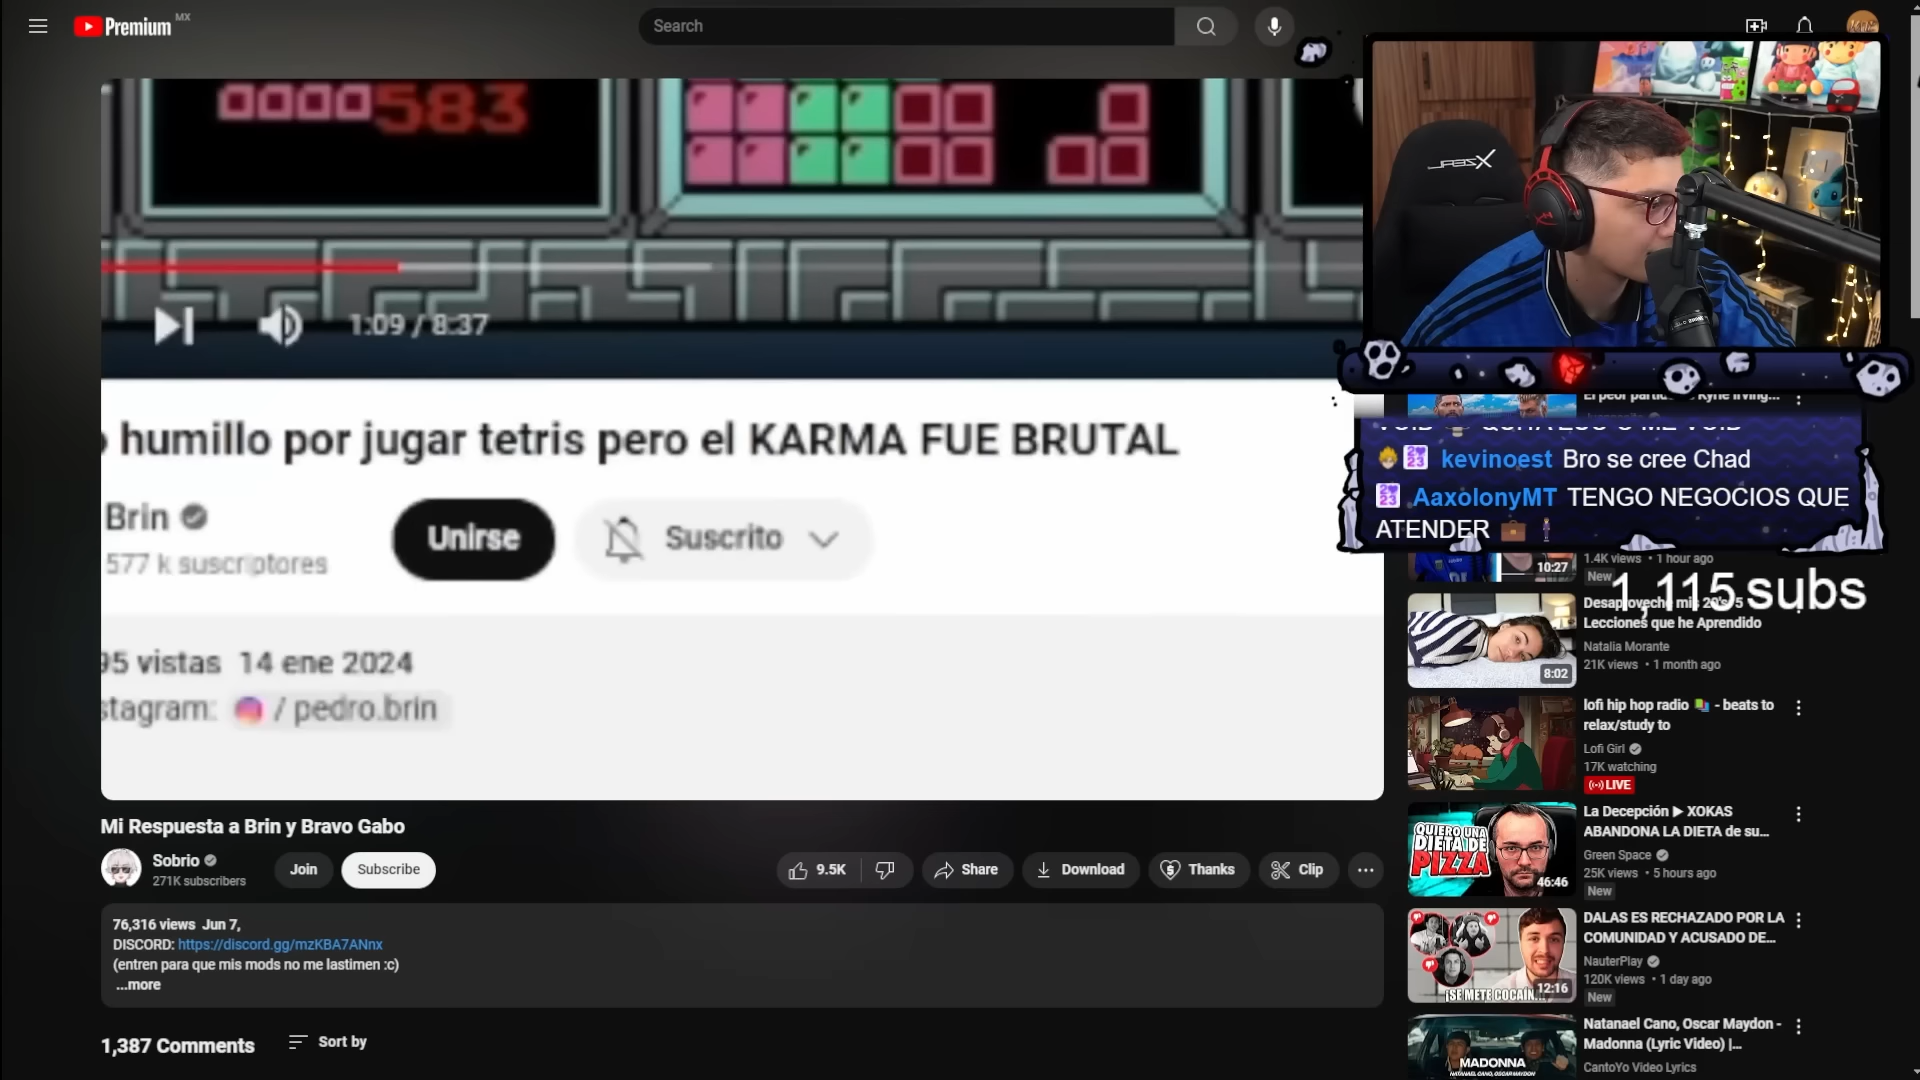 Premium MX
Search
583
1:09 / 8:37
humillo por jugar tetris pero el KARMA FUE BRUTAL
Brin
577 k suscriptores
Unirse
Suscrito
95 vistas 14 ene 2024
stagram: / pedro.brin
Mi Respuesta a Brin y Bravo Gabo
Sobrio
271K subscribers
Join
Subscribe
9.5K
Share
Download
Thanks
Clip
76,316 views Jun 7,
DISCORD: https://discord.gg/mzKBA7ANnx
(entren para que mis mods no me lastimen :c)
...more
1,387 Comments
Sort by
kevinoest Bro se cree Chad
AaxolonyMT TENGO NEGOCIOS QUE
ATENDER
1,115 subs
10:27
1.4K views • 1 hour ago
New
Lecciones que he Aprendido
Natalia Morante
21K views • 1 month ago
8:02
lofi hip hop radio - beats to
relax/study to
Lofi Girl
17K watching
LIVE
QUIERO UNA
DIETA DE
PIZZA
46:46
La Decepción ▶ XOKAS
ABANDONA LA DIETA de su...
Green Space
25K views • 5 hours ago
New
¡SE METE COCAÍN...
12:16
DALAS ES RECHAZADO POR LA
COMUNIDAD Y ACUSADO DE...
NauterPlay
120K views • 1 day ago
New
MADONNA
NATANAEL CANO, OSCAR MAYDON
Natanael Cano, Oscar Maydon -
Madonna (Lyric Video) |...
CantoYo Video Lyrics